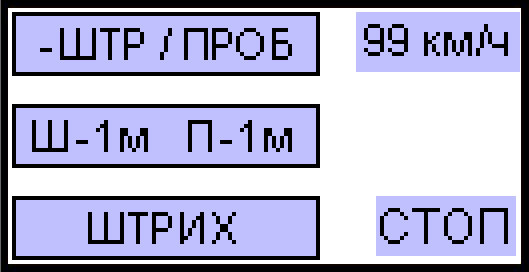 -ШТР / ПРОБ 99 км/ч
Ш-1м П-1м
ШТРИХ СТОП